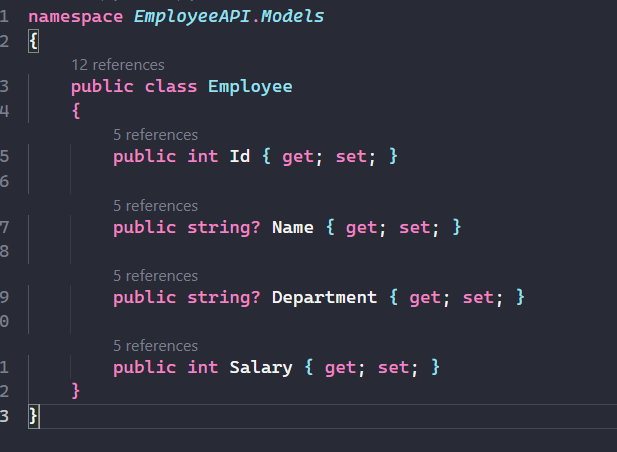 1 namespace EmployeeAPI.Models
2 {
12 references
3 public class Employee
4 {
5 references
5 public int Id { get; set; }
6
5 references
7 public string? Name { get; set; }
8
5 references
9 public string? Department { get; set; }
0
5 references
1 public int Salary { get; set; }
2 }
3 }